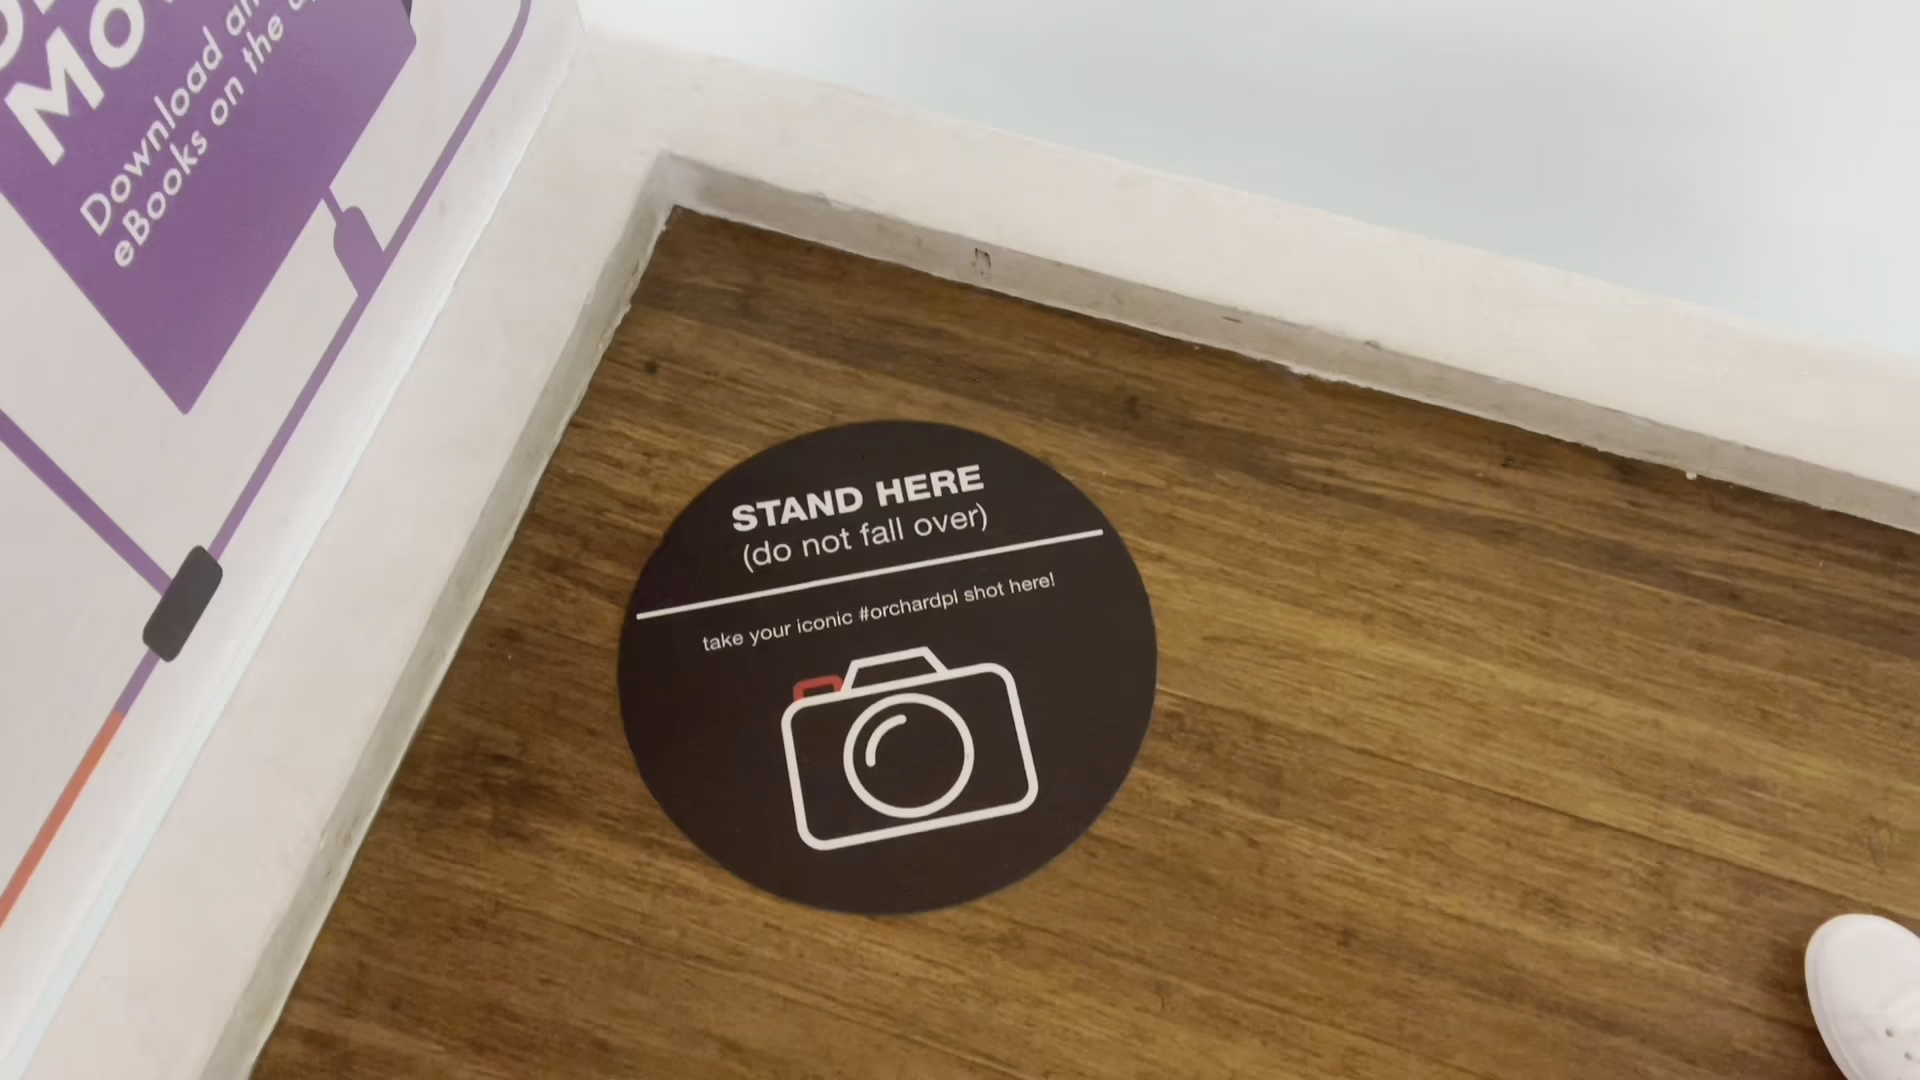 Download
eBooks on the
STAND HERE
(do not fall over)
take your iconic #orchardpl shot here!